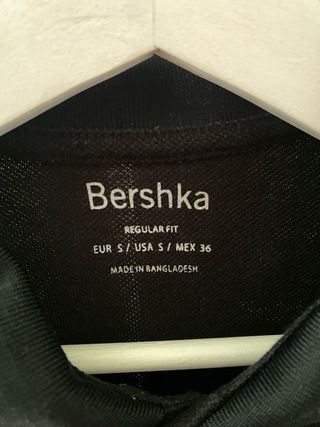 Bershka
REGULAR FIT
EUR S / USA S / MEX 36
MADE IN BANGLADESH